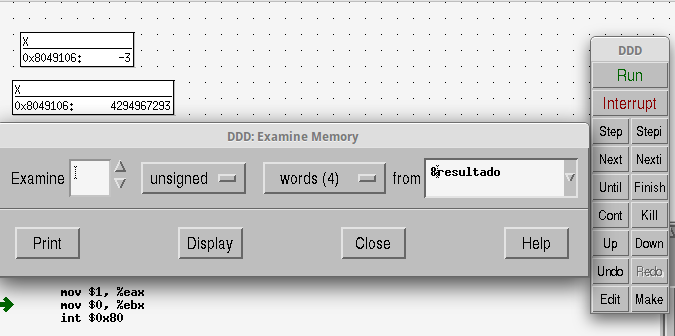 X
0x8049106: -3
X
0x8049106: 4294967293
DDD: Examine Memory
Examine unsigned words (4) from &resultado
Print Display Close Help
mov $1, %eax
mov $0, %ebx
int $0x80
DDD
Run
Interrupt
Step Stepi
Next Nexti
Until Finish
Cont Kill
Up Down
Undo Redo
Edit Make